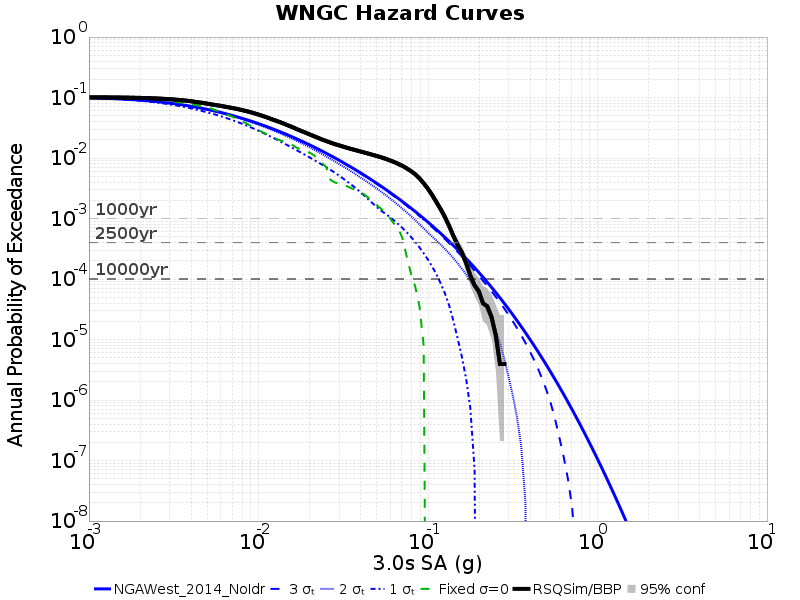 WNGC Hazard Curves
Annual Probability of Exceedance
10^0
10^-1
10^-2
10^-3
10^-4
10^-5
10^-6
10^-7
10^-8
1000yr
2500yr
10000yr
10^-3 10^-2 10^-1 10^0 10^1
3.0s SA (g)
NGAWest_2014_NoIdr 3 σₜ 2 σₜ 1 σₜ Fixed σ=0 RSQSim/BBP 95% conf